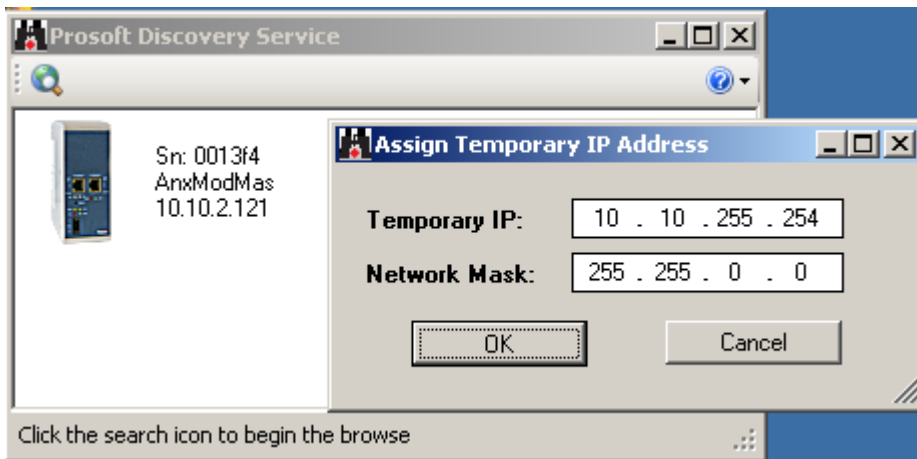 Prosoft Discovery Service
Sn: 0013f4
AnxModMas
10.10.2.121
Assign Temporary IP Address
Temporary IP: 10 . 10 . 255 . 254
Network Mask: 255 . 255 . 0 . 0
OK Cancel
Click the search icon to begin the browse